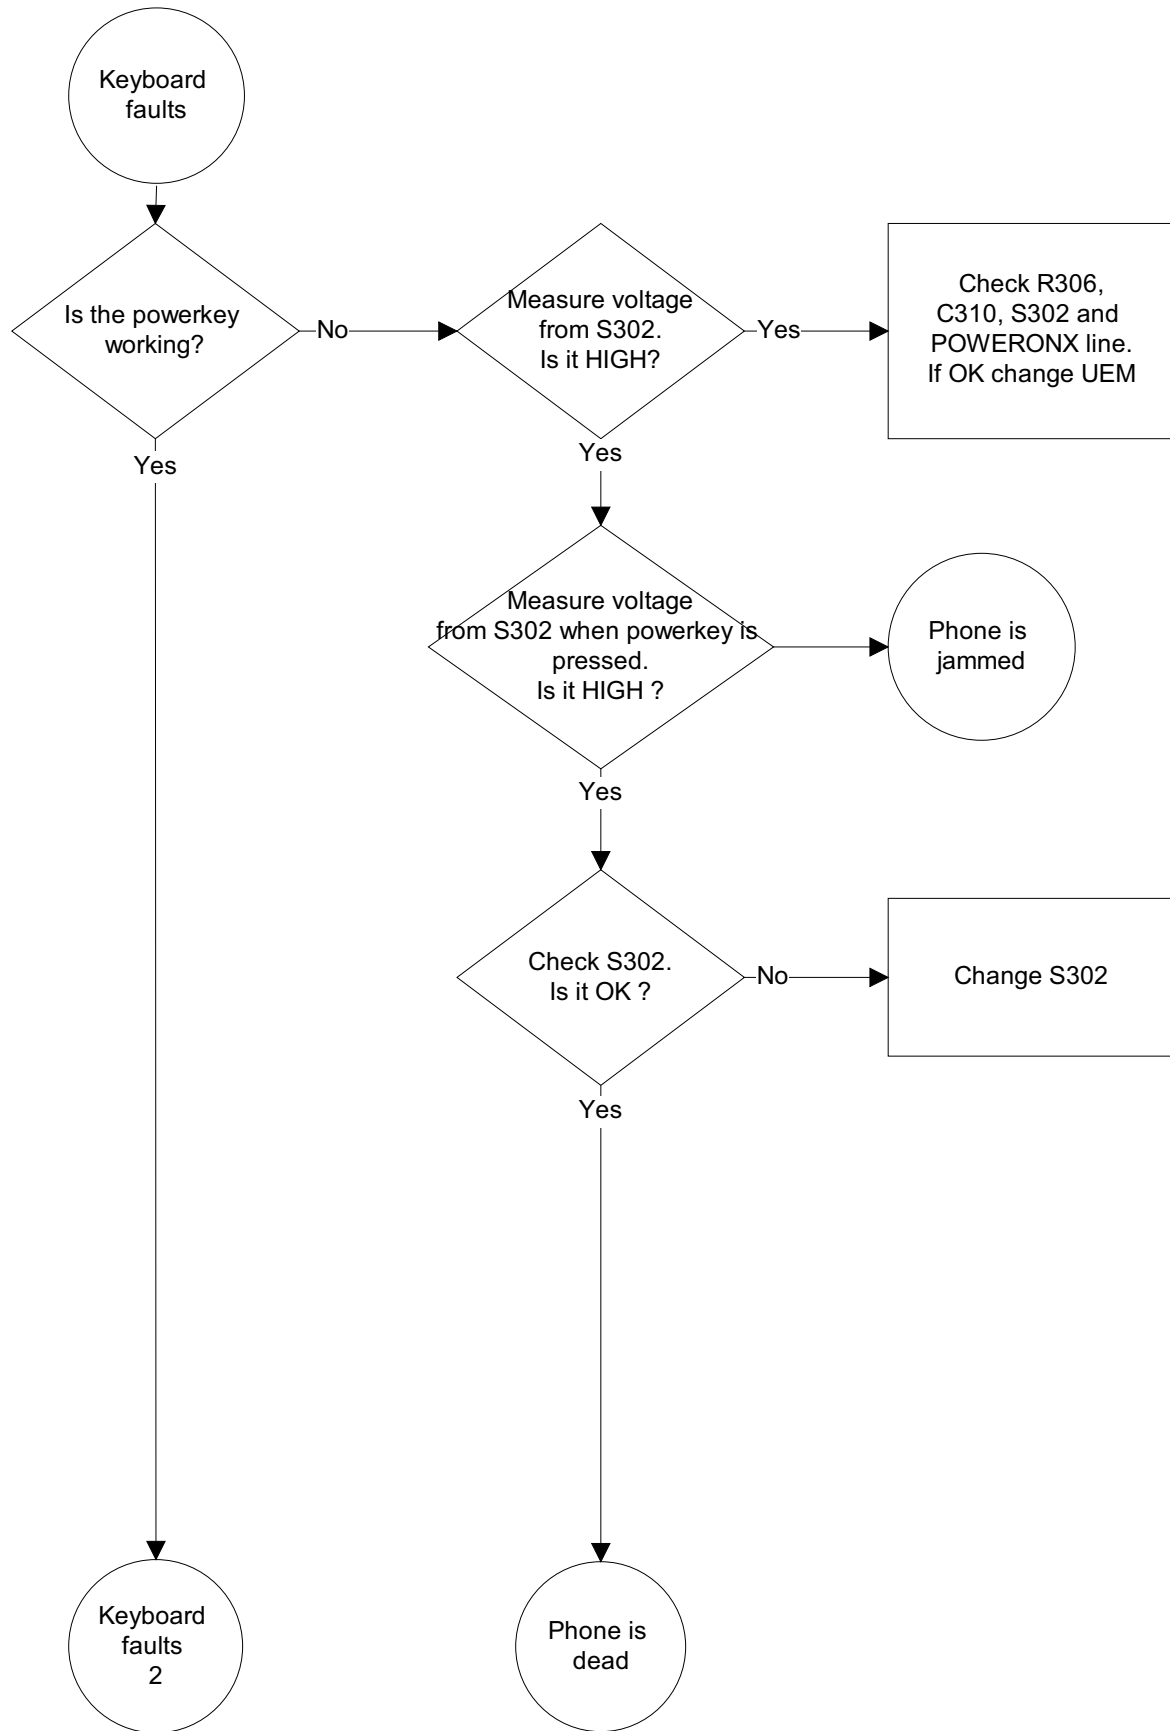 Keyboard
faults
Is the powerkey
working?
No
Measure voltage
from S302.
Is it HIGH?
Yes
Check R306,
C310, S302 and
POWERONX line.
If OK change UEM
Yes
Yes
Measure voltage
from S302 when powerkey is
pressed.
Is it HIGH ?
Phone is
jammed
Yes
Check S302.
Is it OK ?
No
Change S302
Yes
Keyboard
faults
2
Phone is
dead